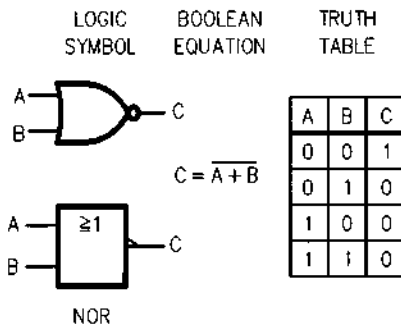 LOGIC SYMBOL
BOOLEAN EQUATION
TRUTH TABLE
A
B
C
C = \overline{A + B}
A
B
≧1
C
NOR
A B C
0 0 1
0 1 0
1 0 0
1 1 0